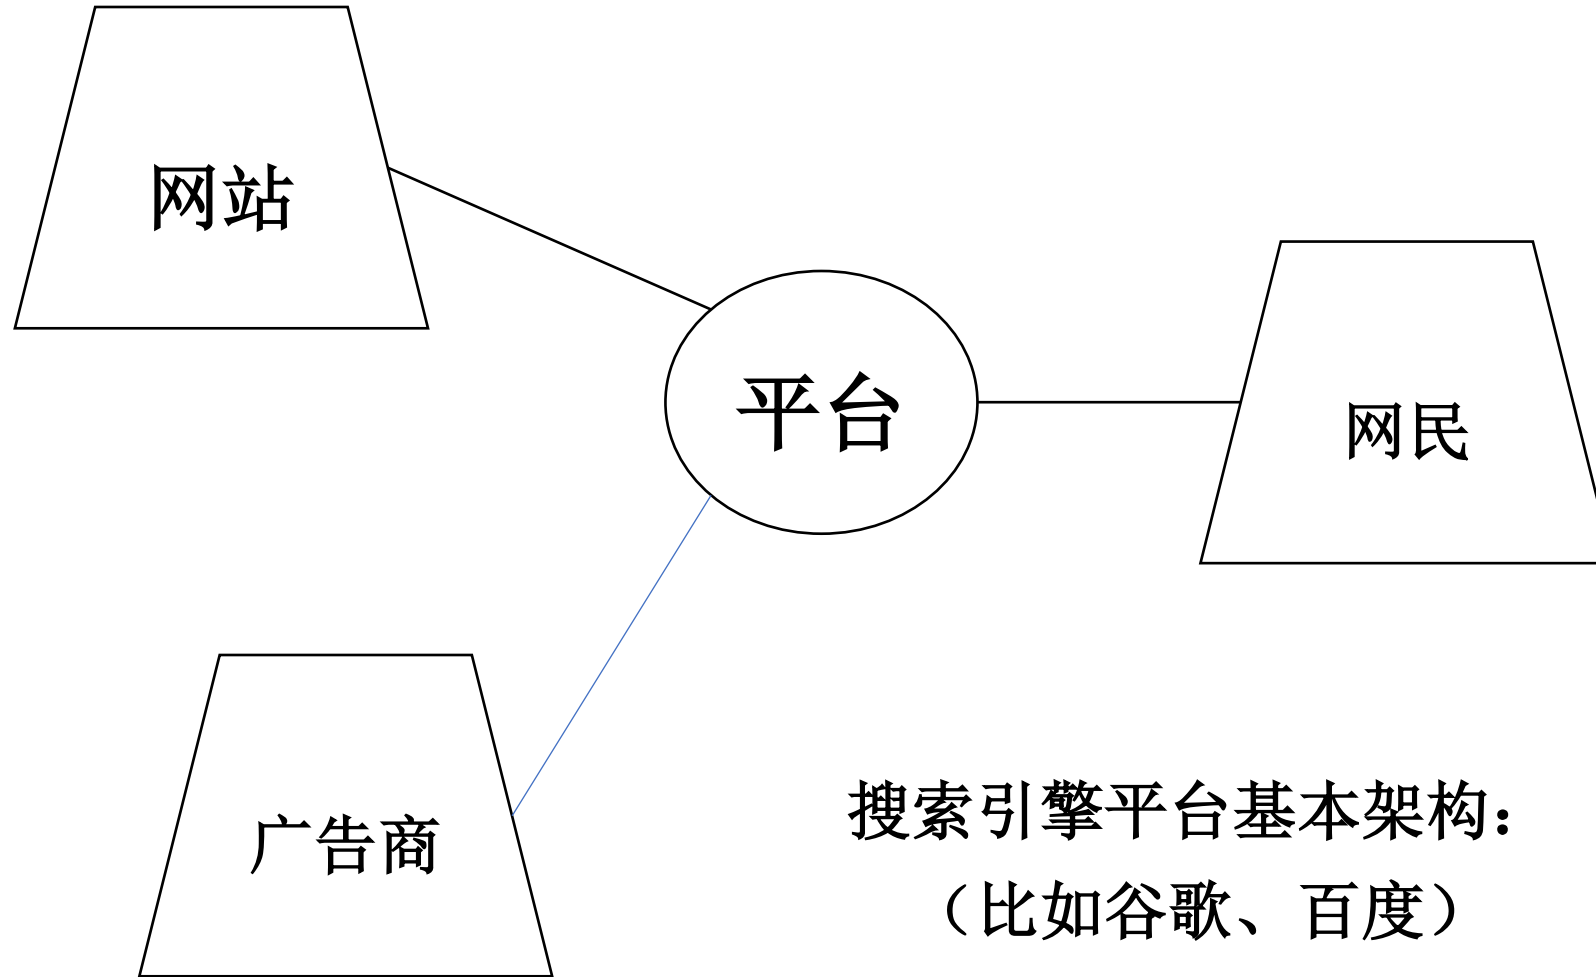 网站
平台
网民
广告商
搜索引擎平台基本架构：
（比如谷歌、百度）